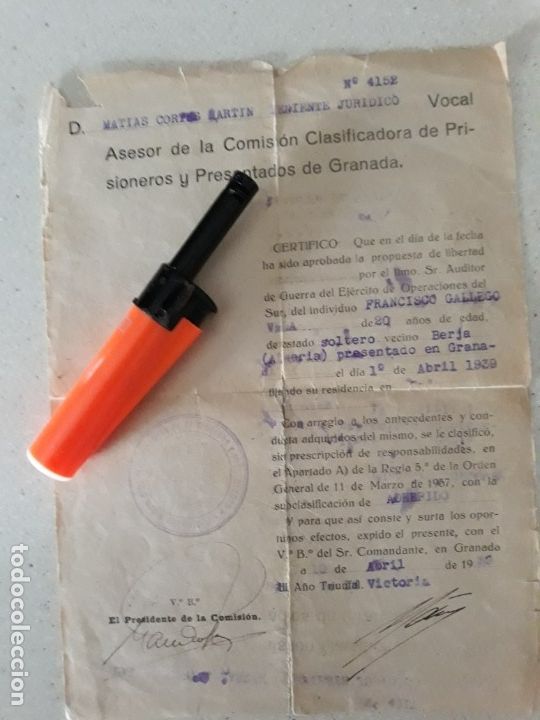 Nº 4152
D. MATIAS CORTES MARTIN TENIENTE JURIDICO Vocal
Asesor de la Comisión Clasificadora de Pri-
sioneros y Presentados de Granada.
CERTIFICO: Que en el día de la fecha
ha sido aprobada la propuesta de libertad
por el Ilmo. Sr. Auditor
de Guerra del Ejército de Operaciones del
Sur, del individuo FRANCISCO GALLEGO
de 20 años de edad,
de estado soltero vecino Berja
(Almeria) presentado en Grana-
el día 1º de Abril 1939
fijando su residencia en
Con arreglo a los antecedentes y con-
ducta adquiridos del mismo, se le clasificó,
sin prescripción de responsabilidades, en
el Apartado A) de la Regla 5.ª de la Orden
General de 11 de Marzo de 1937, con la
subclasificación de
Y para que así conste y surta los opor-
tunos efectos, expido el presente, con el
V.º B.º del Sr. Comandante, en Granada
a Abril de 19
III Año Triunfal. Victoria
V.º B.º
El Presidente de la Comisión.
todocoleccion